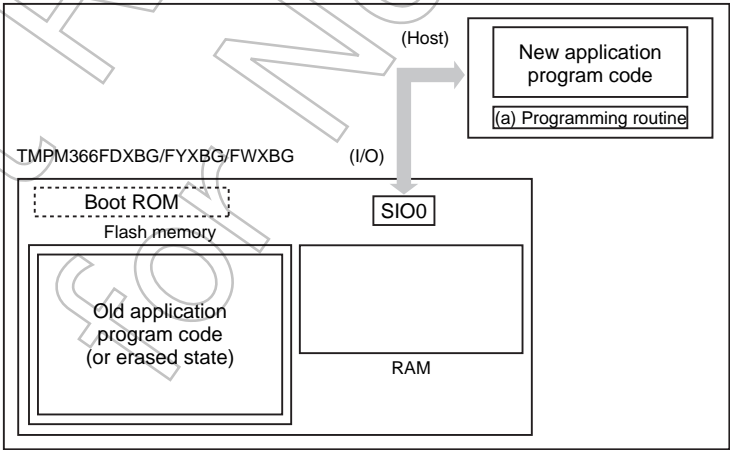 (Host)
New application
program code
(a) Programming routine
TMPM366FDXBG/FYXBG/FWXBG
(I/O)
Boot ROM
SIO0
Flash memory
Old application
program code
(or erased state)
RAM
for